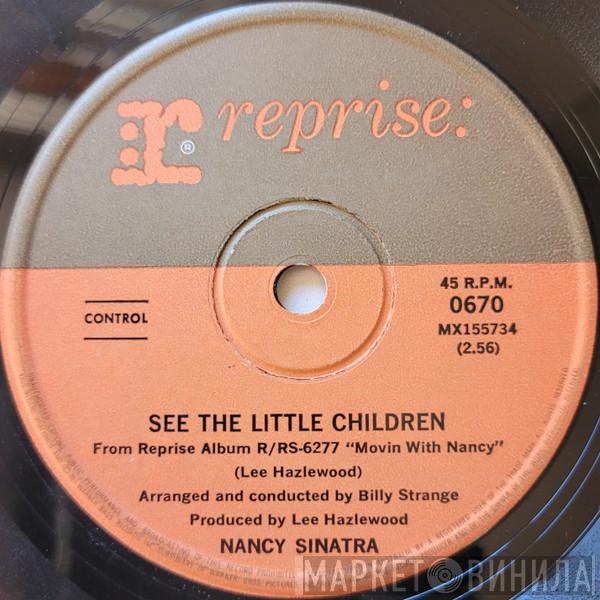 r reprise:
®
CONTROL
45 R.P.M.
0670
MX155734
(2.56)
SEE THE LITTLE CHILDREN
From Reprise Album R/RS-6277 "Movin With Nancy"
(Lee Hazlewood)
Arranged and conducted by Billy Strange
Produced by Lee Hazlewood
NANCY SINATRA
МАРКЕТ ВИНИЛА